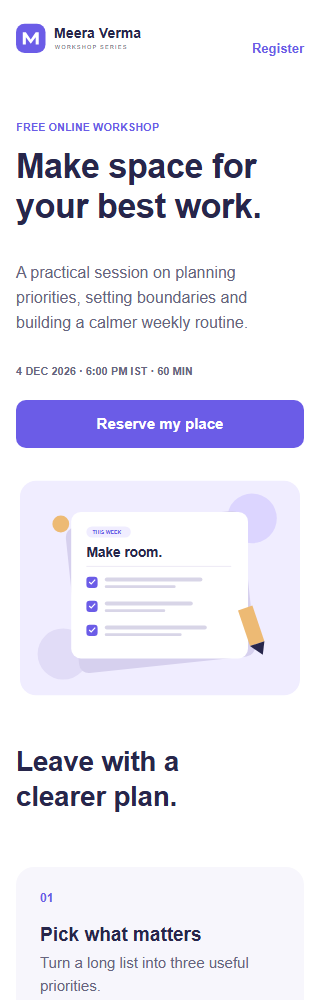 M
Meera Verma
WORKSHOP SERIES
Register
FREE ONLINE WORKSHOP
Make space for
your best work.
A practical session on planning
priorities, setting boundaries and
building a calmer weekly routine.
4 DEC 2026 · 6:00 PM IST · 60 MIN
Reserve my place
THIS WEEK
Make room.
Leave with a
clearer plan.
01
Pick what matters
Turn a long list into three useful
priorities.